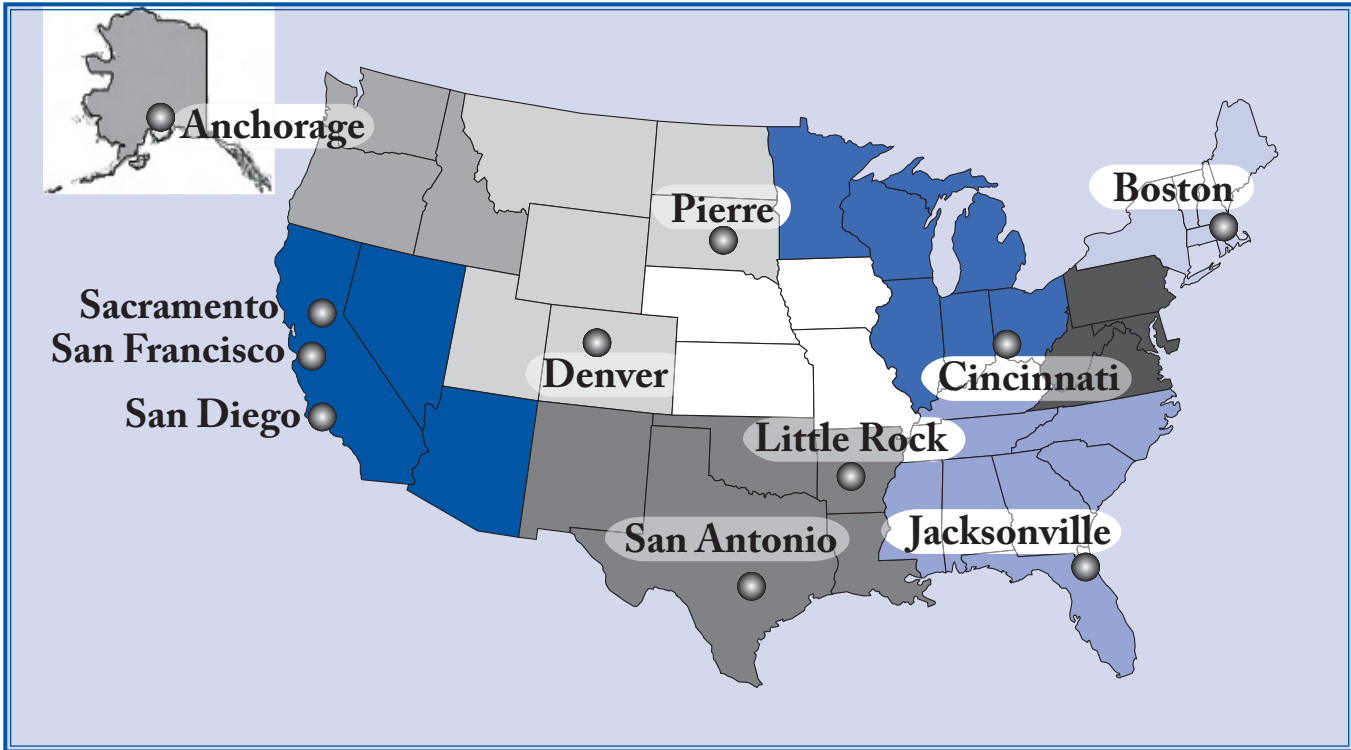 Anchorage
Boston
Pierre
Sacramento
San Francisco
Denver
Cincinnati
San Diego
Little Rock
Jacksonville
San Antonio